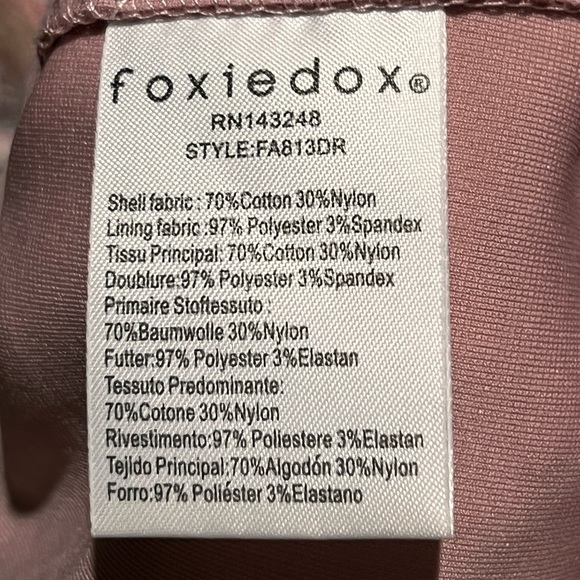 foxiedox®
RN143248
STYLE:FA813DR
Shell fabric : 70%Cotton 30%Nylon
Lining fabric :97% Polyester 3%Spandex
Tissu Principal: 70%Cotton 30%Nylon
Doublure:97% Polyester 3%Spandex
Primaire Stoftessuto :
70%Baumwolle 30%Nylon
Futter:97% Polyester 3%Elastan
Tessuto Predominante:
70%Cotone 30%Nylon
Rivestimento:97% Poliestere 3%Elastan
Tejido Principal:70%Algodón 30%Nylon
Forro:97% Poliéster 3%Elastano